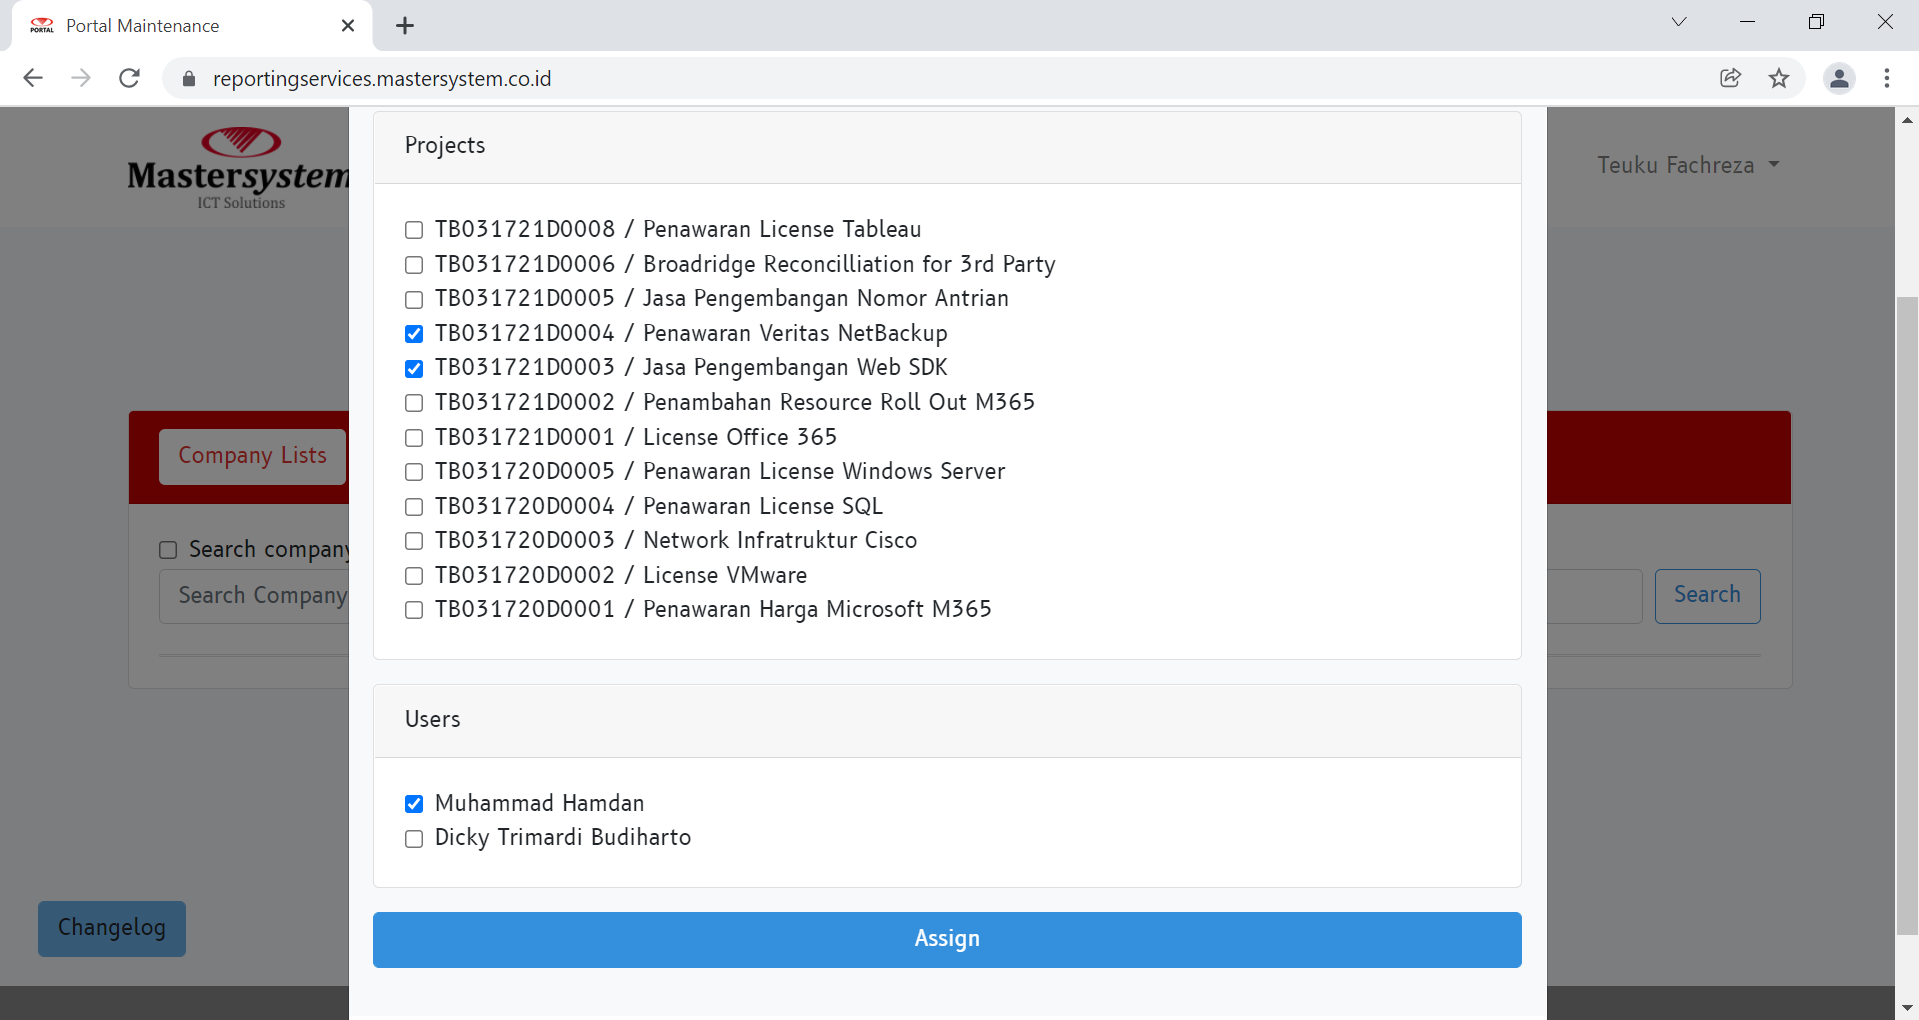 Portal Maintenance
reportingservices.mastersystem.co.id
PORTAL
Mastersystem
ICT Solutions
Teuku Fachreza
Projects
TB031721D0008 / Penawaran License Tableau
TB031721D0006 / Broadridge Reconcilliation for 3rd Party
TB031721D0005 / Jasa Pengembangan Nomor Antrian
TB031721D0004 / Penawaran Veritas NetBackup
TB031721D0003 / Jasa Pengembangan Web SDK
TB031721D0002 / Penambahan Resource Roll Out M365
TB031721D0001 / License Office 365
TB031720D0005 / Penawaran License Windows Server
TB031720D0004 / Penawaran License SQL
TB031720D0003 / Network Infratruktur Cisco
TB031720D0002 / License VMware
TB031720D0001 / Penawaran Harga Microsoft M365
Company Lists
Search company
Search Company
Search
Users
Muhammad Hamdan
Dicky Trimardi Budiharto
Changelog
Assign